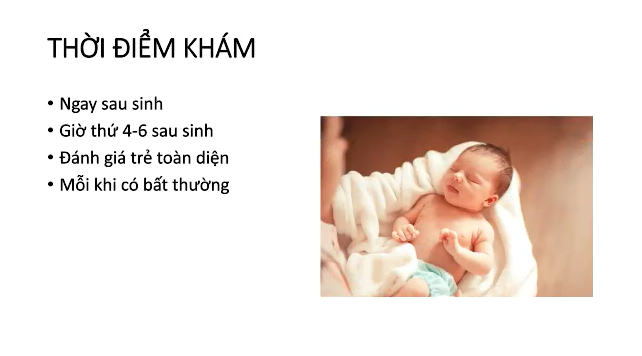 THỜI ĐIỂM KHÁM
• Ngay sau sinh
• Giờ thứ 4-6 sau sinh
• Đánh giá trẻ toàn diện
• Mỗi khi có bất thường